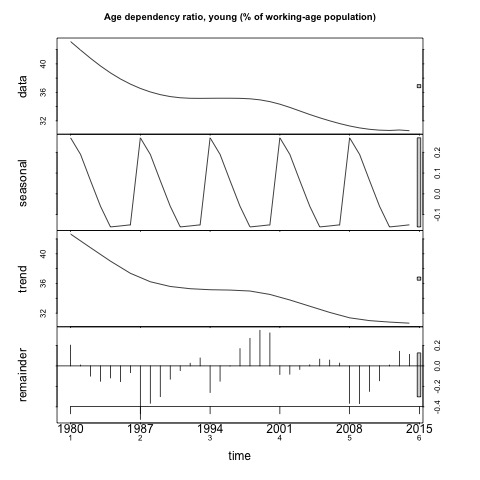 Age dependency ratio, young (% of working-age population)
data
32 36 40
seasonal
-0.1 0.0 0.1 0.2
trend
32 36 40
remainder
-0.4 -0.2 0.0 0.2
1980 1987 1994 2001 2008 2015
1 2 3 4 5 6
time